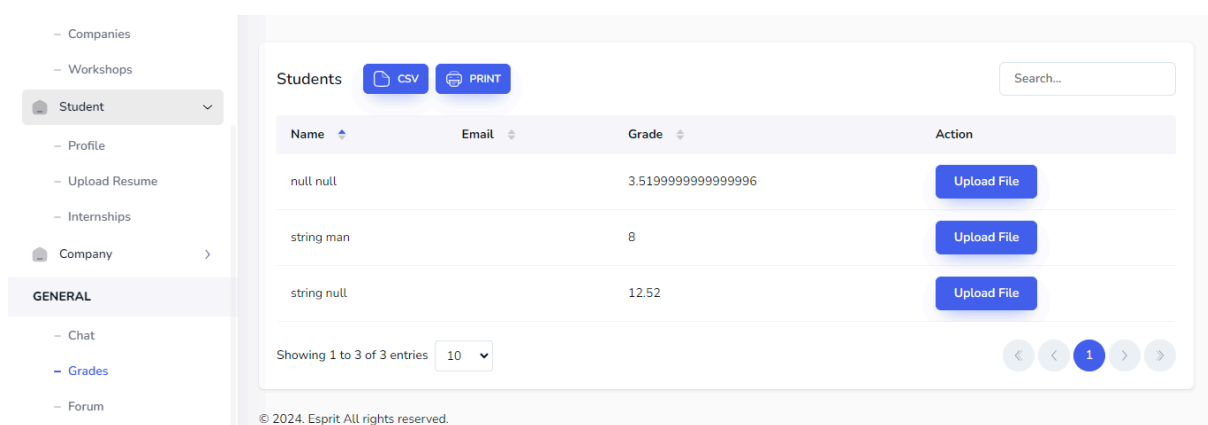 – Companies
– Workshops
Student
– Profile
– Upload Resume
– Internships
Company
GENERAL
– Chat
– Grades
– Forum
Students CSV PRINT Search...
Name Email Grade Action
null null 3.5199999999999996 Upload File
string man 8 Upload File
string null 12.52 Upload File
Showing 1 to 3 of 3 entries 10 1
© 2024. Esprit All rights reserved.